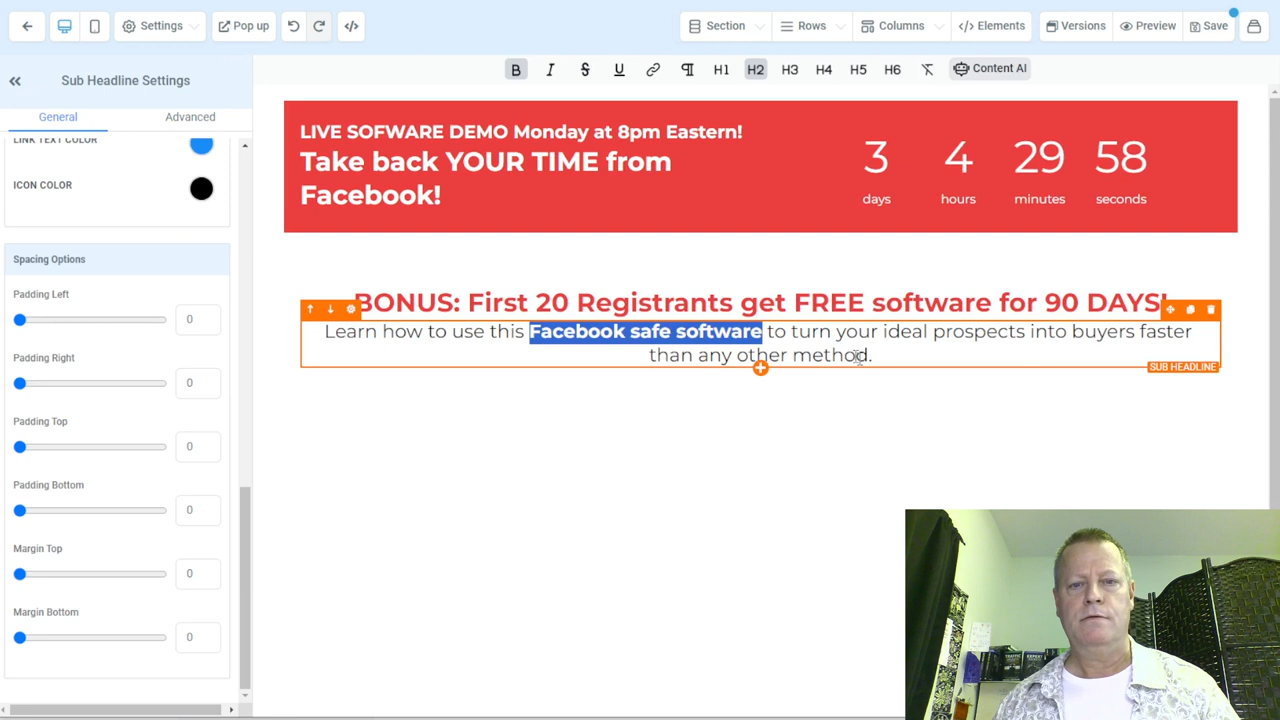 Settings
Pop up
Section
Rows
Columns
Elements
Versions
Preview
Save
Sub Headline Settings
General
Advanced
B
I
S
U
H1
H2
H3
H4
H5
H6
Content AI
LINK TEXT COLOR
ICON COLOR
Spacing Options
Padding Left
0
Padding Right
0
Padding Top
0
Padding Bottom
0
Margin Top
0
Margin Bottom
0
LIVE SOFWARE DEMO Monday at 8pm Eastern!
Take back YOUR TIME from
Facebook!
3
4
29
58
days
hours
minutes
seconds
BONUS: First 20 Registrants get FREE software for 90 DAYS!
Learn how to use this Facebook safe software to turn your ideal prospects into buyers faster
than any other method.
SUB HEADLINE